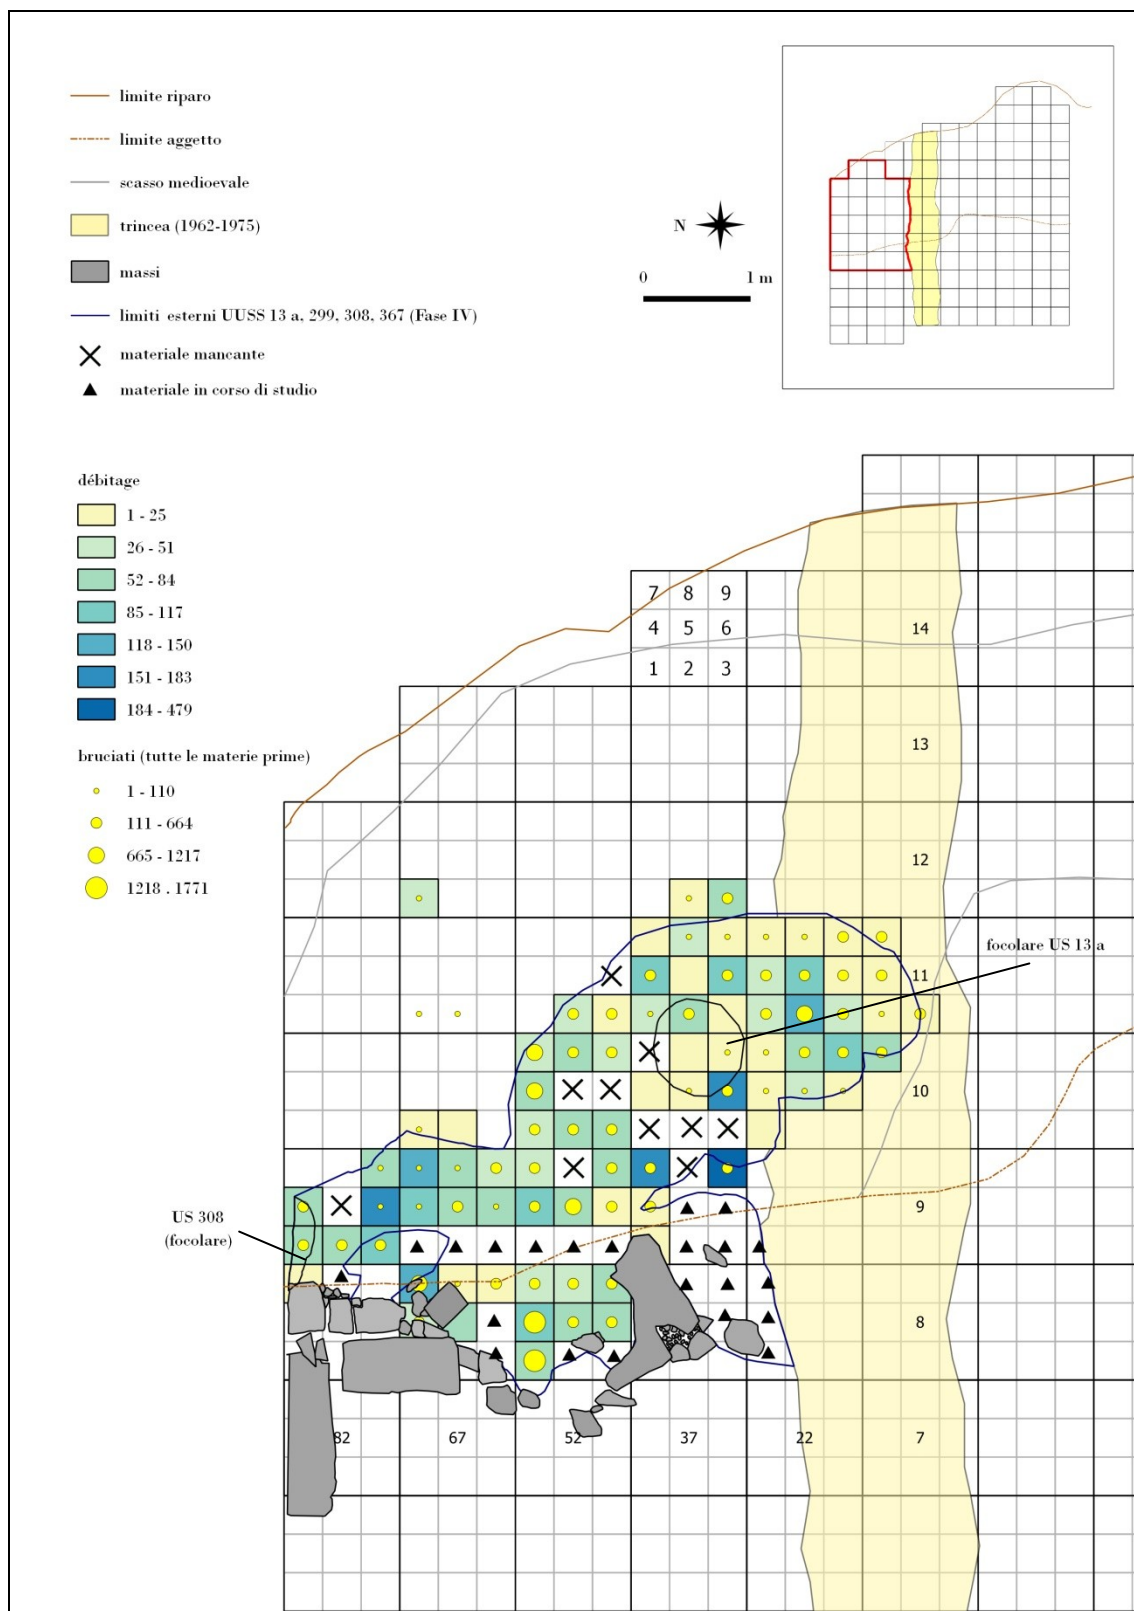 limite riparo
limite aggetto
scasso medioevale
trincea (1962-1975)
massi
limiti esterni UUSS 13 a, 299, 308, 367 (Fase IV)
materiale mancante
materiale in corso di studio
N
0 1 m
débitage
1 - 25
26 - 51
52 - 84
85 - 117
118 - 150
151 - 183
184 - 479
bruciati (tutte le materie prime)
1 - 110
111 - 664
665 - 1217
1218 . 1771
7 8 9
4 5 6
1 2 3
14
13
12
11
10
9
8
focolare US 13 a
US 308
(focolare)
82 67 52 37 22 7